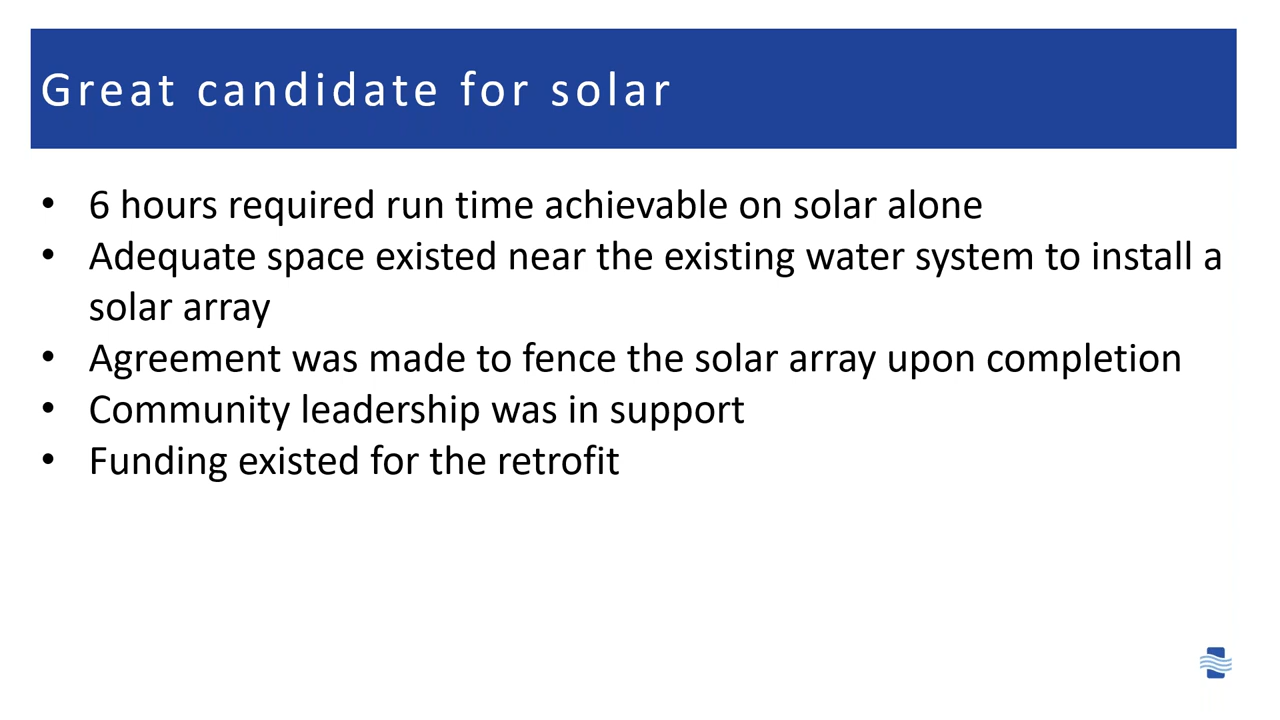 Great candidate for solar
• 6 hours required run time achievable on solar alone
• Adequate space existed near the existing water system to install a
solar array
• Agreement was made to fence the solar array upon completion
• Community leadership was in support
• Funding existed for the retrofit